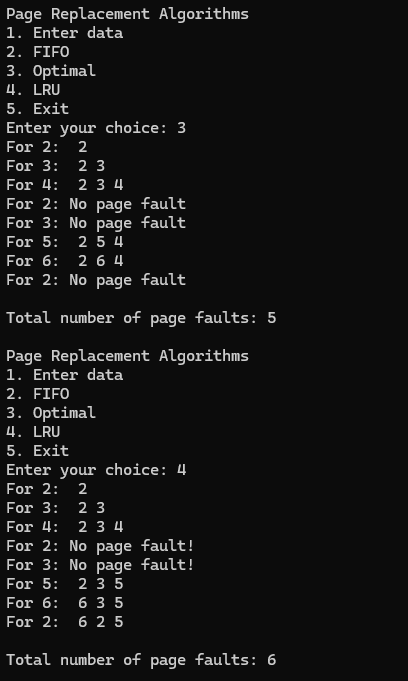 Page Replacement Algorithms
1. Enter data
2. FIFO
3. Optimal
4. LRU
5. Exit
Enter your choice: 3
For 2:  2
For 3:  2 3
For 4:  2 3 4
For 2: No page fault
For 3: No page fault
For 5:  2 5 4
For 6:  2 6 4
For 2: No page fault

Total number of page faults: 5

Page Replacement Algorithms
1. Enter data
2. FIFO
3. Optimal
4. LRU
5. Exit
Enter your choice: 4
For 2:  2
For 3:  2 3
For 4:  2 3 4
For 2: No page fault!
For 3: No page fault!
For 5:  2 3 5
For 6:  6 3 5
For 2:  6 2 5

Total number of page faults: 6